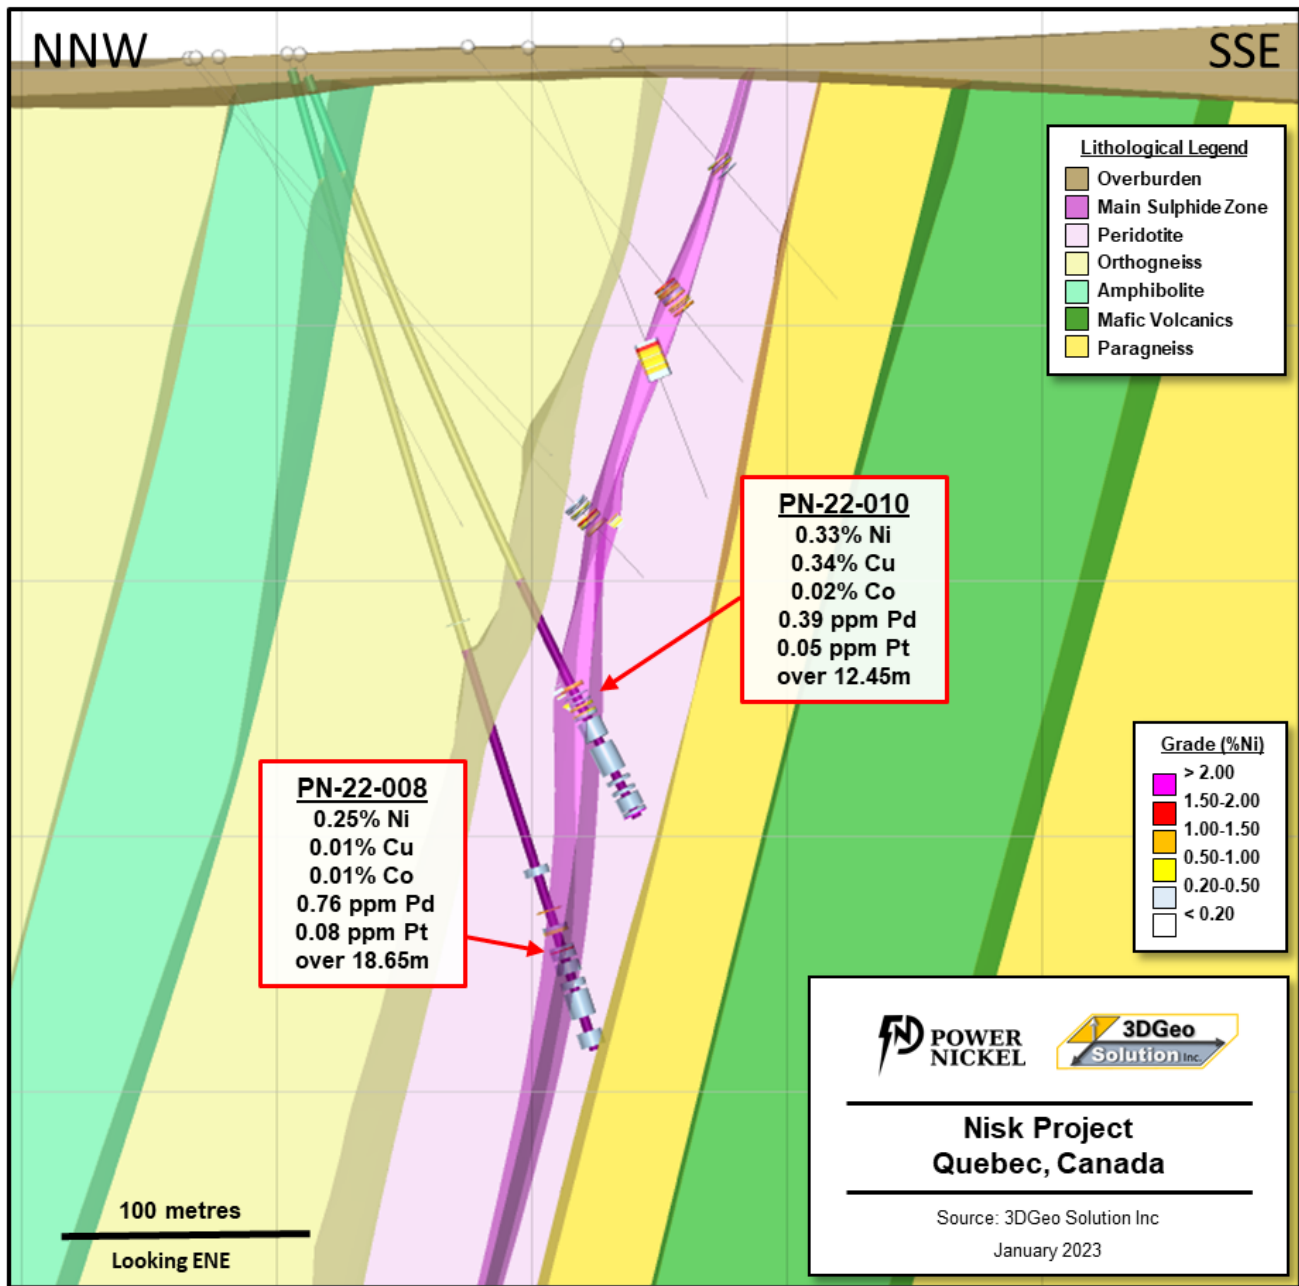 NNW
SSE
Lithological Legend
Overburden
Main Sulphide Zone
Peridotite
Orthogneiss
Amphibolite
Mafic Volcanics
Paragneiss
PN-22-010
0.33% Ni
0.34% Cu
0.02% Co
0.39 ppm Pd
0.05 ppm Pt
over 12.45m
PN-22-008
0.25% Ni
0.01% Cu
0.01% Co
0.76 ppm Pd
0.08 ppm Pt
over 18.65m
Grade (%Ni)
> 2.00
1.50-2.00
1.00-1.50
0.50-1.00
0.20-0.50
< 0.20
POWER
NICKEL
3DGeo
Solution Inc.
Nisk Project
Quebec, Canada
Source: 3DGeo Solution Inc
January 2023
100 metres
Looking ENE